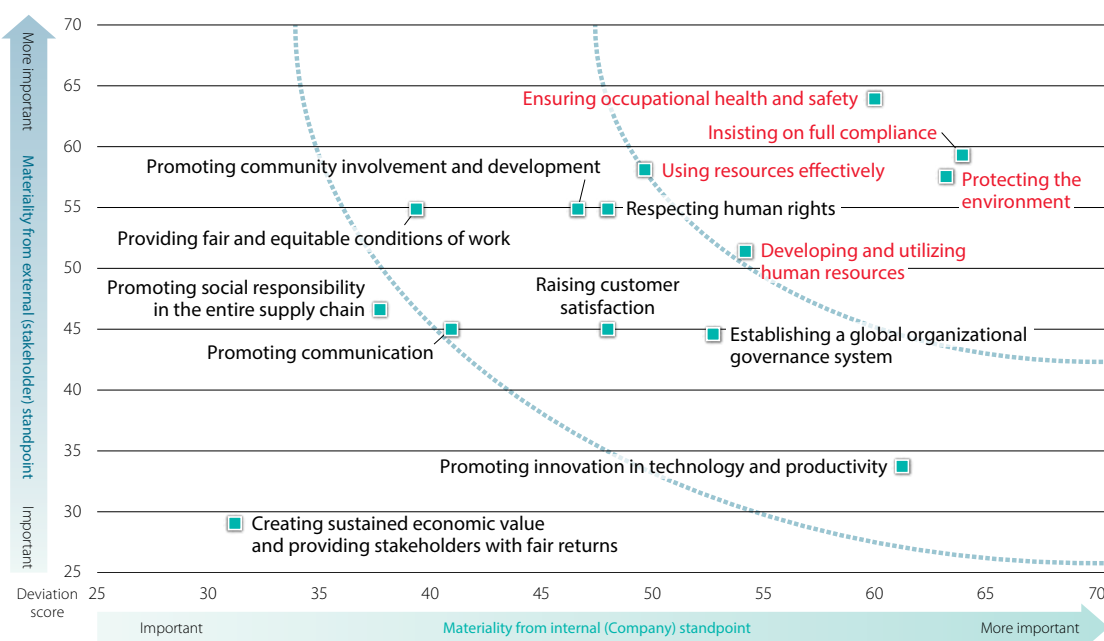 70
65
60
55
50
45
40
35
30
25
More important
Materiality from external (stakeholder) standpoint
Important
Ensuring occupational health and safety
Insisting on full compliance
Promoting community involvement and development
Using resources effectively
Protecting the
environment
Respecting human rights
Providing fair and equitable conditions of work
Developing and utilizing
human resources
Promoting social responsibility
in the entire supply chain
Raising customer
satisfaction
Promoting communication
Establishing a global organizational
governance system
Promoting innovation in technology and productivity
Creating sustained economic value
and providing stakeholders with fair returns
Deviation
score
25 30 35 40 45 50 55 60 65 70
Important
Materiality from internal (Company) standpoint
More important